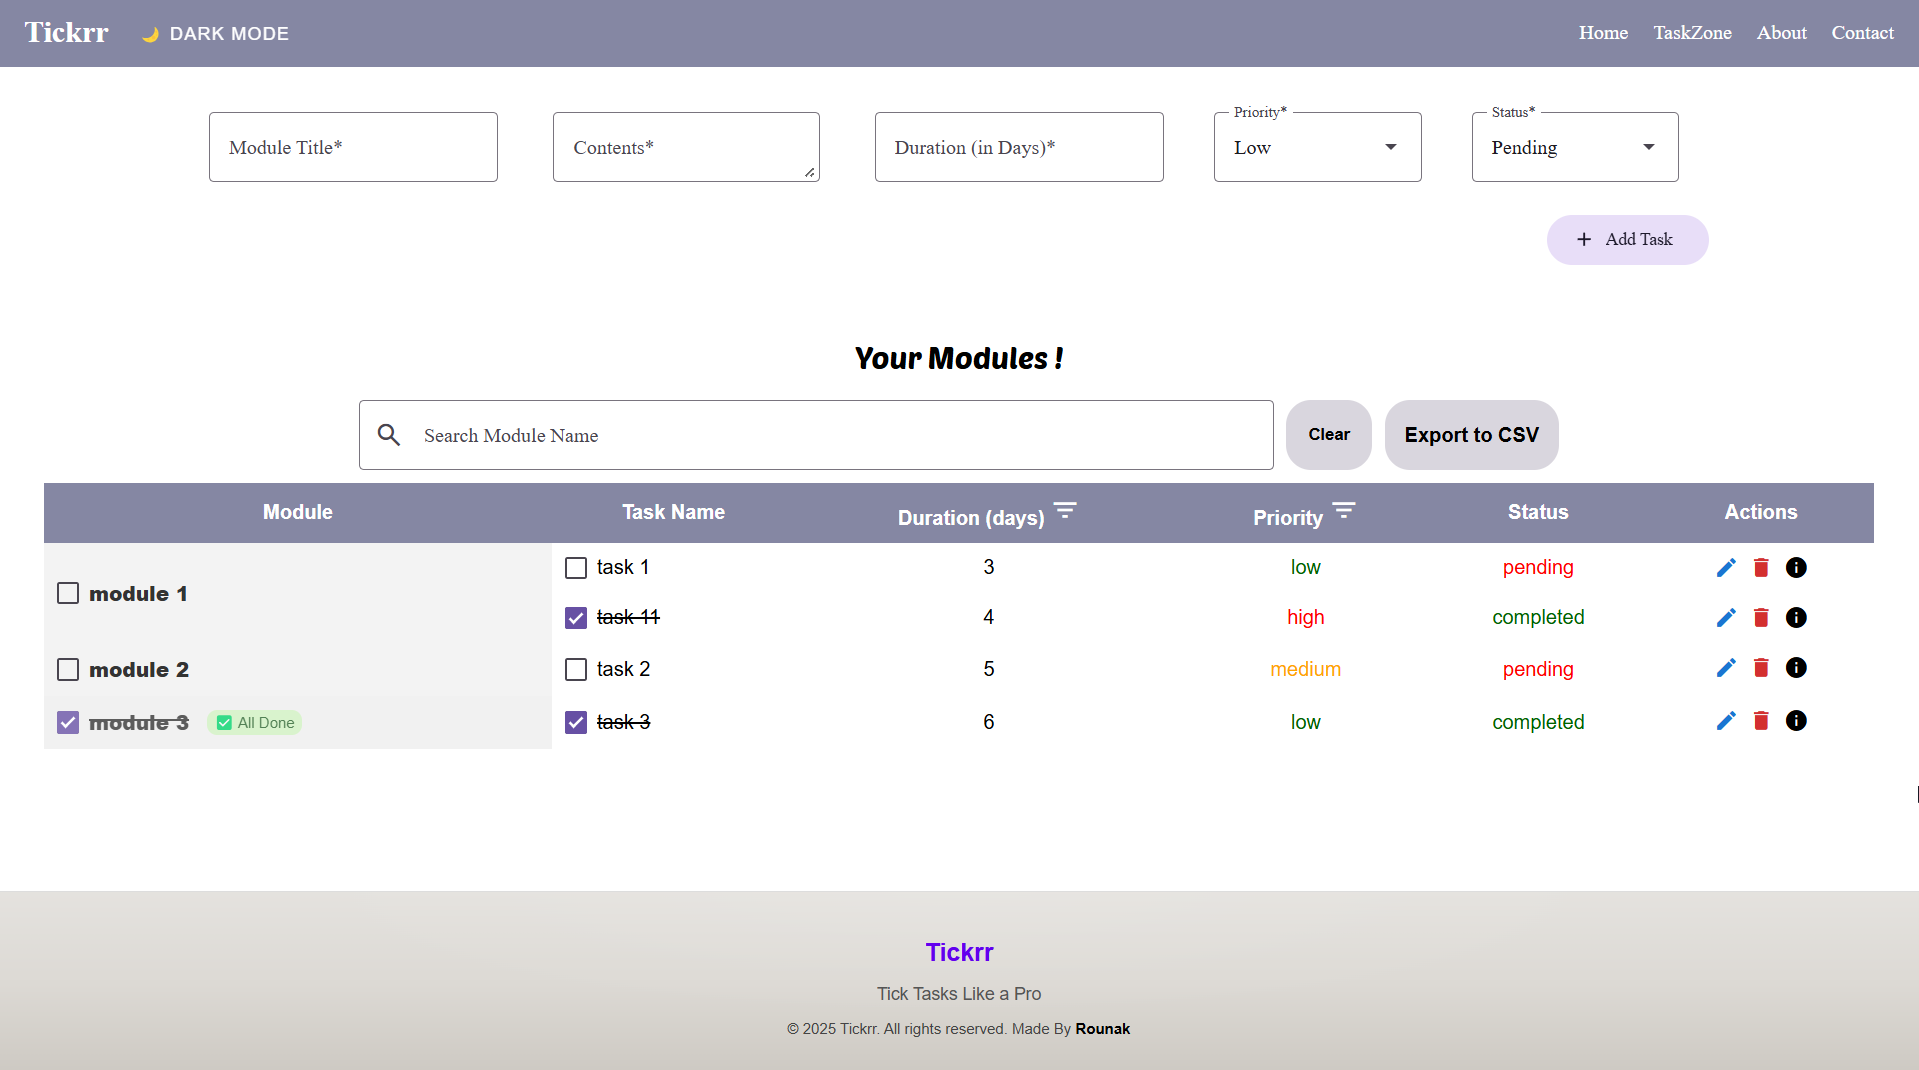 Tickrr 🌙 DARK MODE Home TaskZone About Contact
Priority* Status*
Module Title* Contents* Duration (in Days)* Low Pending
+ Add Task
Your Modules !
Search Module Name Clear Export to CSV
Module Task Name Duration (days) Priority Status Actions
module 1
task 1 3 low pending
task 11 4 high completed
module 2 task 2 5 medium pending
module 3 ✅ All Done task 3 6 low completed
Tickrr
Tick Tasks Like a Pro
© 2025 Tickrr. All rights reserved. Made By Rounak